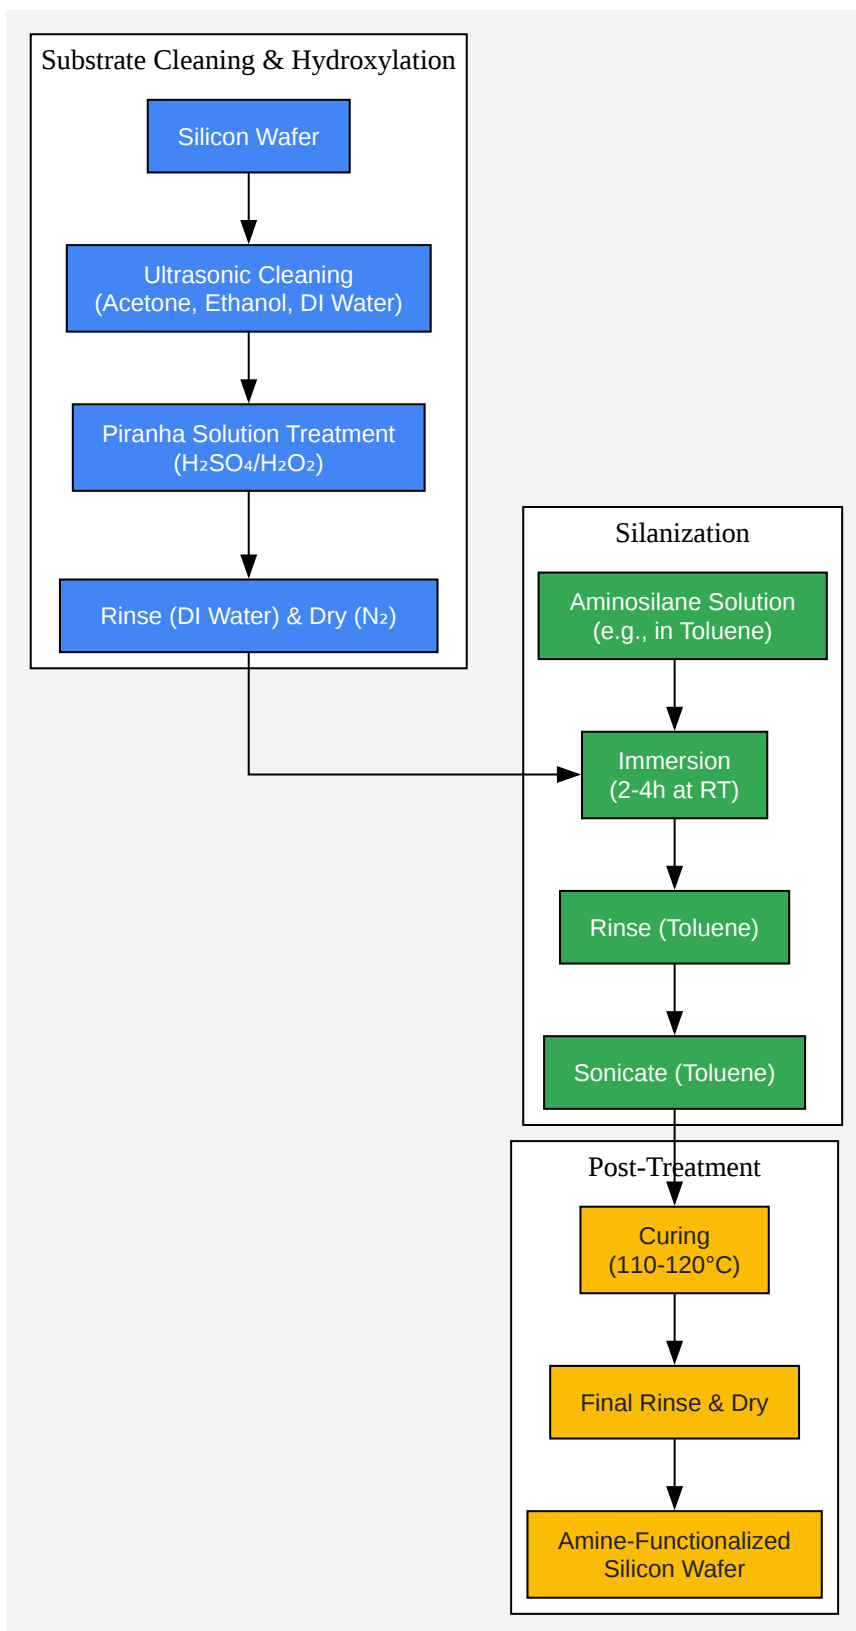 Substrate Cleaning & Hydroxylation
Silicon Wafer
Ultrasonic Cleaning
(Acetone, Ethanol, DI Water)
Piranha Solution Treatment
(H₂SO₄/H₂O₂)
Rinse (DI Water) & Dry (N₂)
Silanization
Aminosilane Solution
(e.g., in Toluene)
Immersion
(2-4h at RT)
Rinse (Toluene)
Sonicate (Toluene)
Post-Treatment
Curing
(110-120°C)
Final Rinse & Dry
Amine-Functionalized
Silicon Wafer